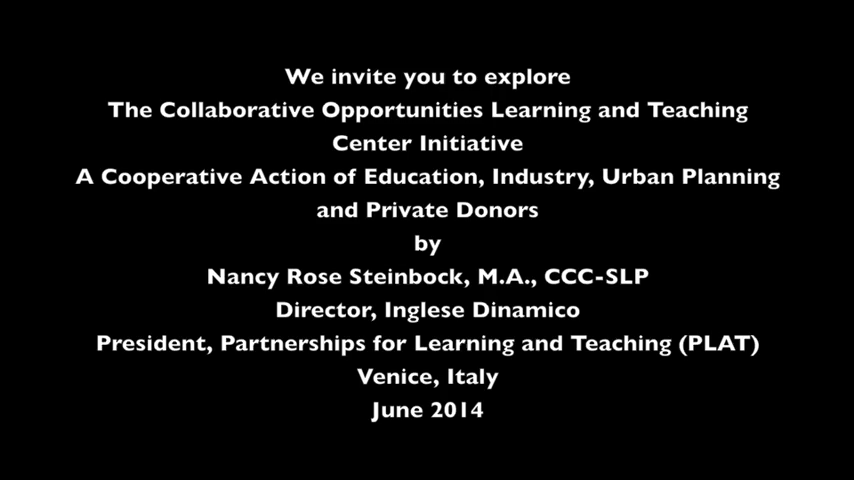 We invite you to explore
The Collaborative Opportunities Learning and Teaching
Center Initiative
A Cooperative Action of Education, Industry, Urban Planning
and Private Donors
by
Nancy Rose Steinbock, M.A., CCC-SLP
Director, Inglese Dinamico
President, Partnerships for Learning and Teaching (PLAT)
Venice, Italy
June 2014